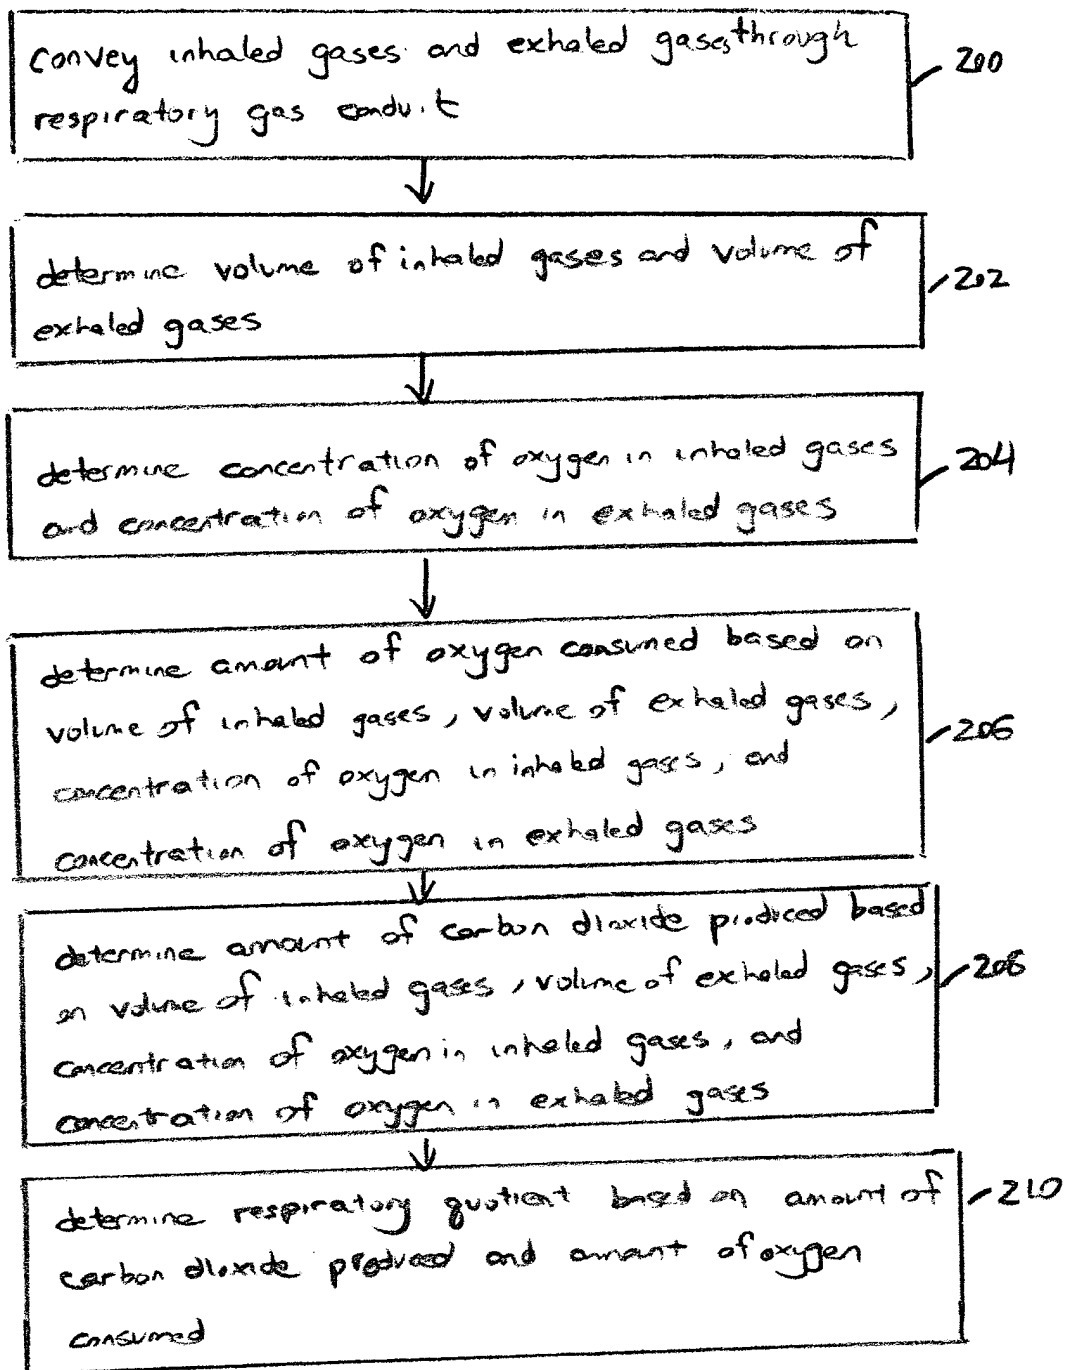 convey inhaled gases and exhaled gases through
respiratory gas conduit
200
determine volume of inhaled gases and volume of
exhaled gases
202
determine concentration of oxygen in inhaled gases
and concentration of oxygen in exhaled gases
204
determine amount of oxygen consumed based on
volume of inhaled gases, volume of exhaled gases,
concentration of oxygen in inhaled gases, and
concentration of oxygen in exhaled gases
206
determine amount of carbon dioxide produced based
on volume of inhaled gases, volume of exhaled gases,
concentration of oxygen in inhaled gases, and
concentration of oxygen in exhaled gases
208
determine respiratory quotient based on amount of
carbon dioxide produced and amount of oxygen
consumed
210